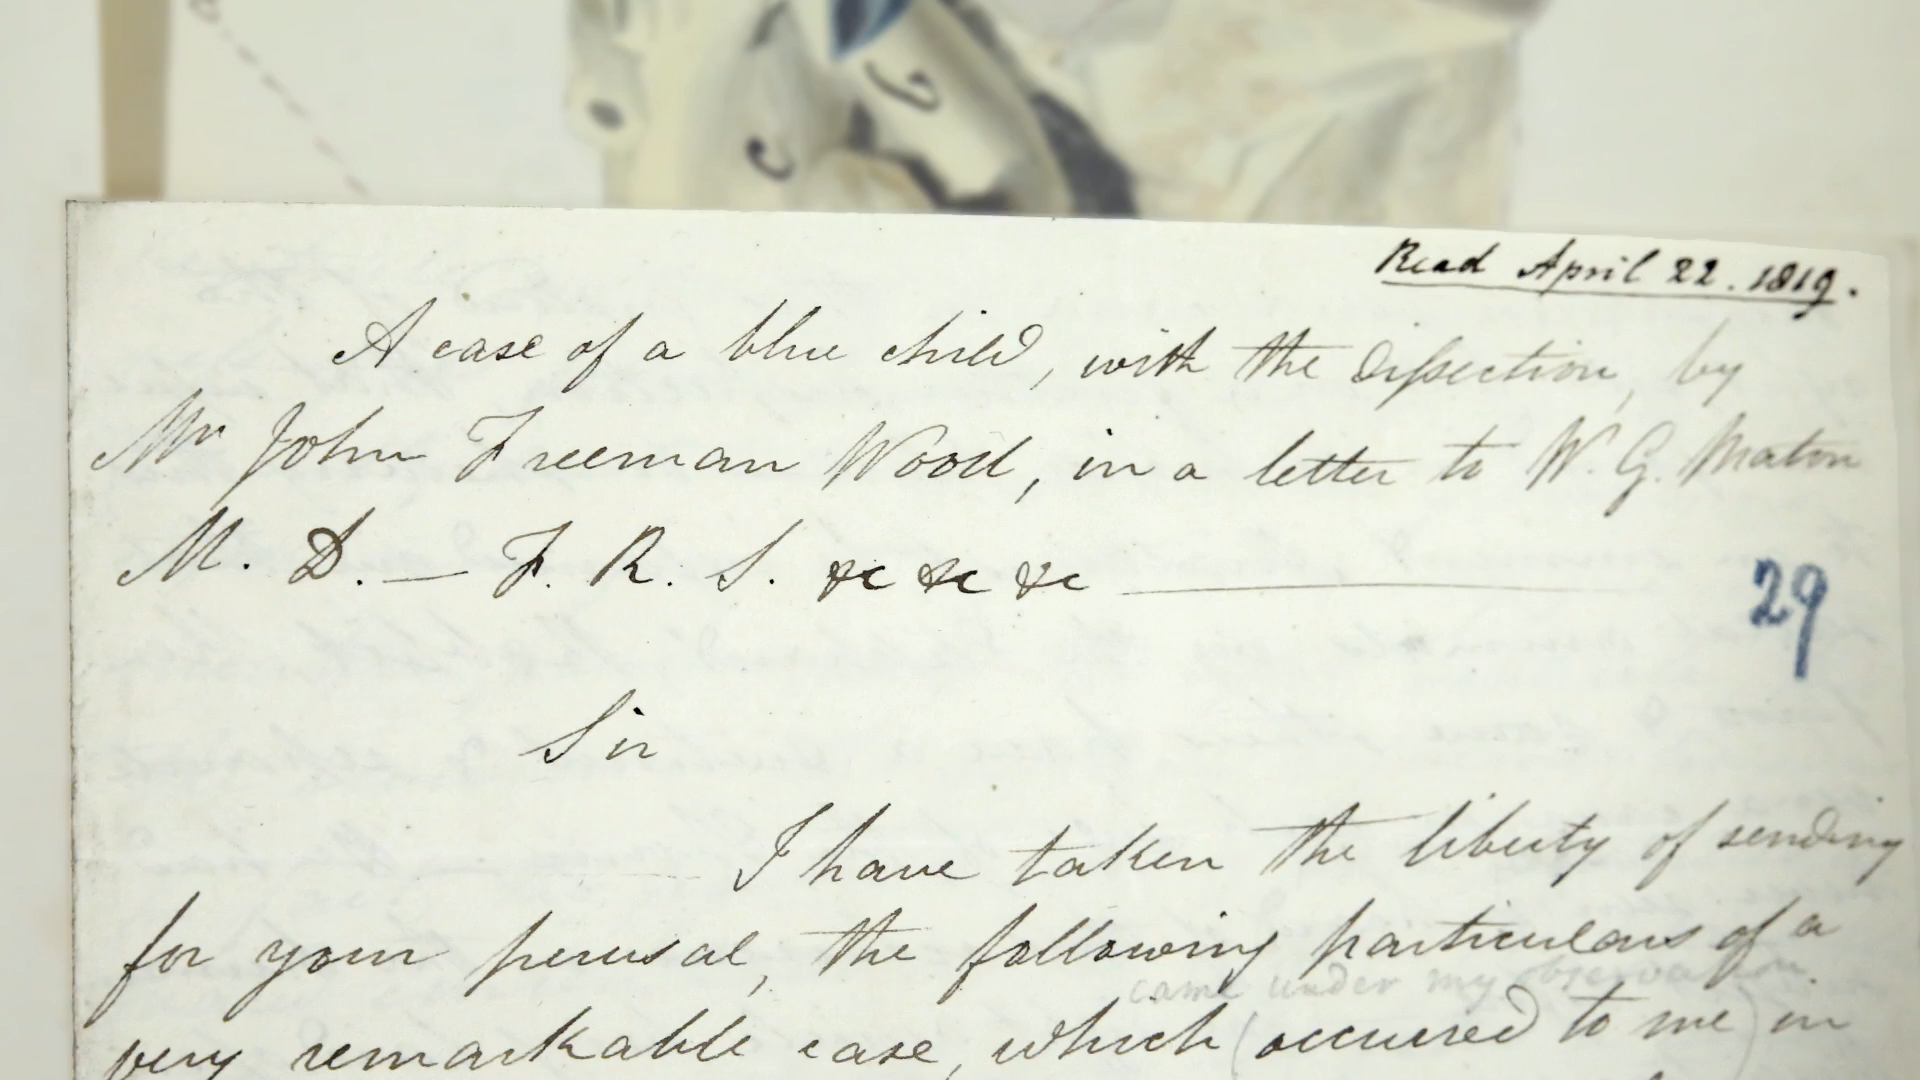 Read April 22. 1819.
A case of a blue child, with the dissection, by
Mr John Freeman Wood, in a letter to W. G. Maton
M. D. — F. R. S. &c &c &c
29
Sir
I have taken the liberty of sending
for your perusal, the following particulars of a
came under my observation
very remarkable case, which (occurred to me) in